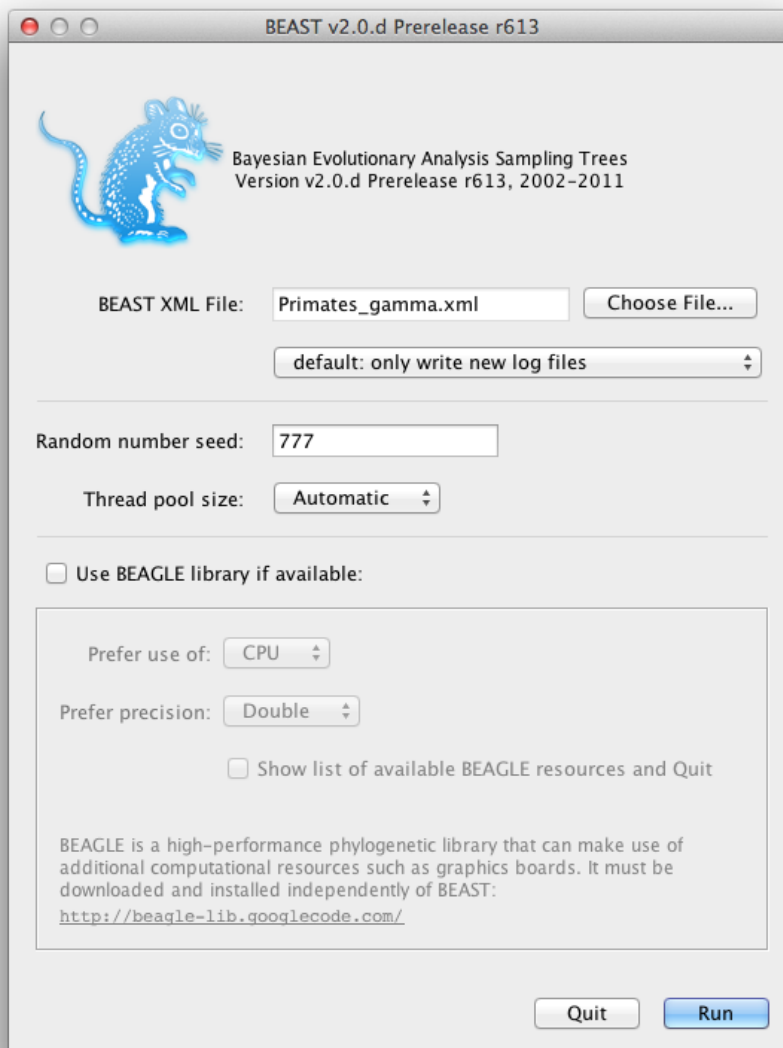 BEAST v2.0.d Prerelease r613
Bayesian Evolutionary Analysis Sampling Trees
Version v2.0.d Prerelease r613, 2002-2011
BEAST XML File: Primates_gamma.xml Choose File...
default: only write new log files
Random number seed: 777
Thread pool size: Automatic
Use BEAGLE library if available:
Prefer use of: CPU
Prefer precision: Double
Show list of available BEAGLE resources and Quit
BEAGLE is a high-performance phylogenetic library that can make use of
additional computational resources such as graphics boards. It must be
downloaded and installed independently of BEAST:
http://beagle-lib.googlecode.com/
Quit Run